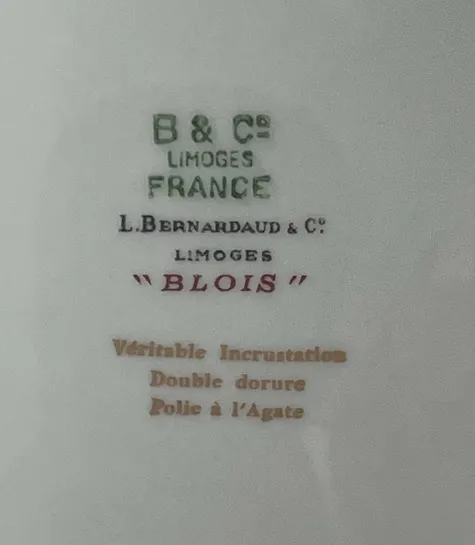 B & Cº
LIMOGES
FRANCE
L. BERNARDAUD & Cº
LIMOGES
"BLOIS"
Véritable Incrustation
Double dorure
Polie à l'Agate